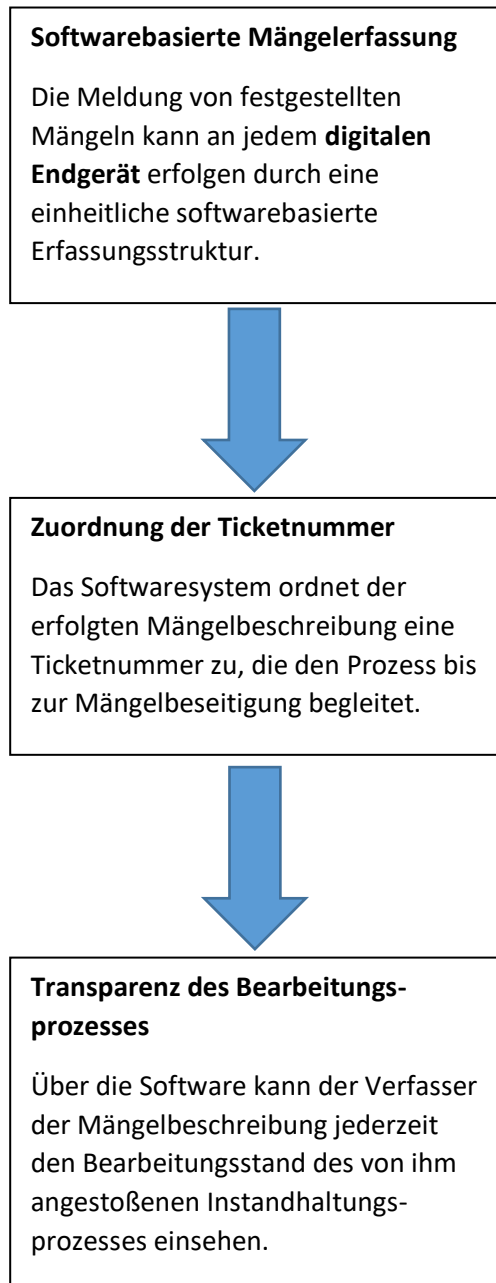 Softwarebasierte Mängelerfassung
Die Meldung von festgestellten
Mängeln kann an jedem digitalen
Endgerät erfolgen durch eine
einheitliche softwarebasierte
Erfassungsstruktur.
Zuordnung der Ticketnummer
Das Softwaresystem ordnet der
erfolgten Mängelbeschreibung eine
Ticketnummer zu, die den Prozess bis
zur Mängelbeseitigung begleitet.
Transparenz des Bearbeitungs-
prozesses
Über die Software kann der Verfasser
der Mängelbeschreibung jederzeit
den Bearbeitungsstand des von ihm
angestoßenen Instandhaltungs-
prozesses einsehen.